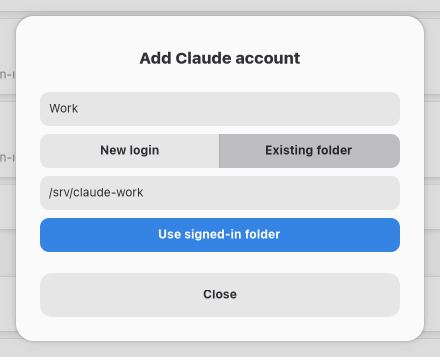 Add Claude account
Work
New login Existing folder
/srv/claude-work
Use signed-in folder
Close